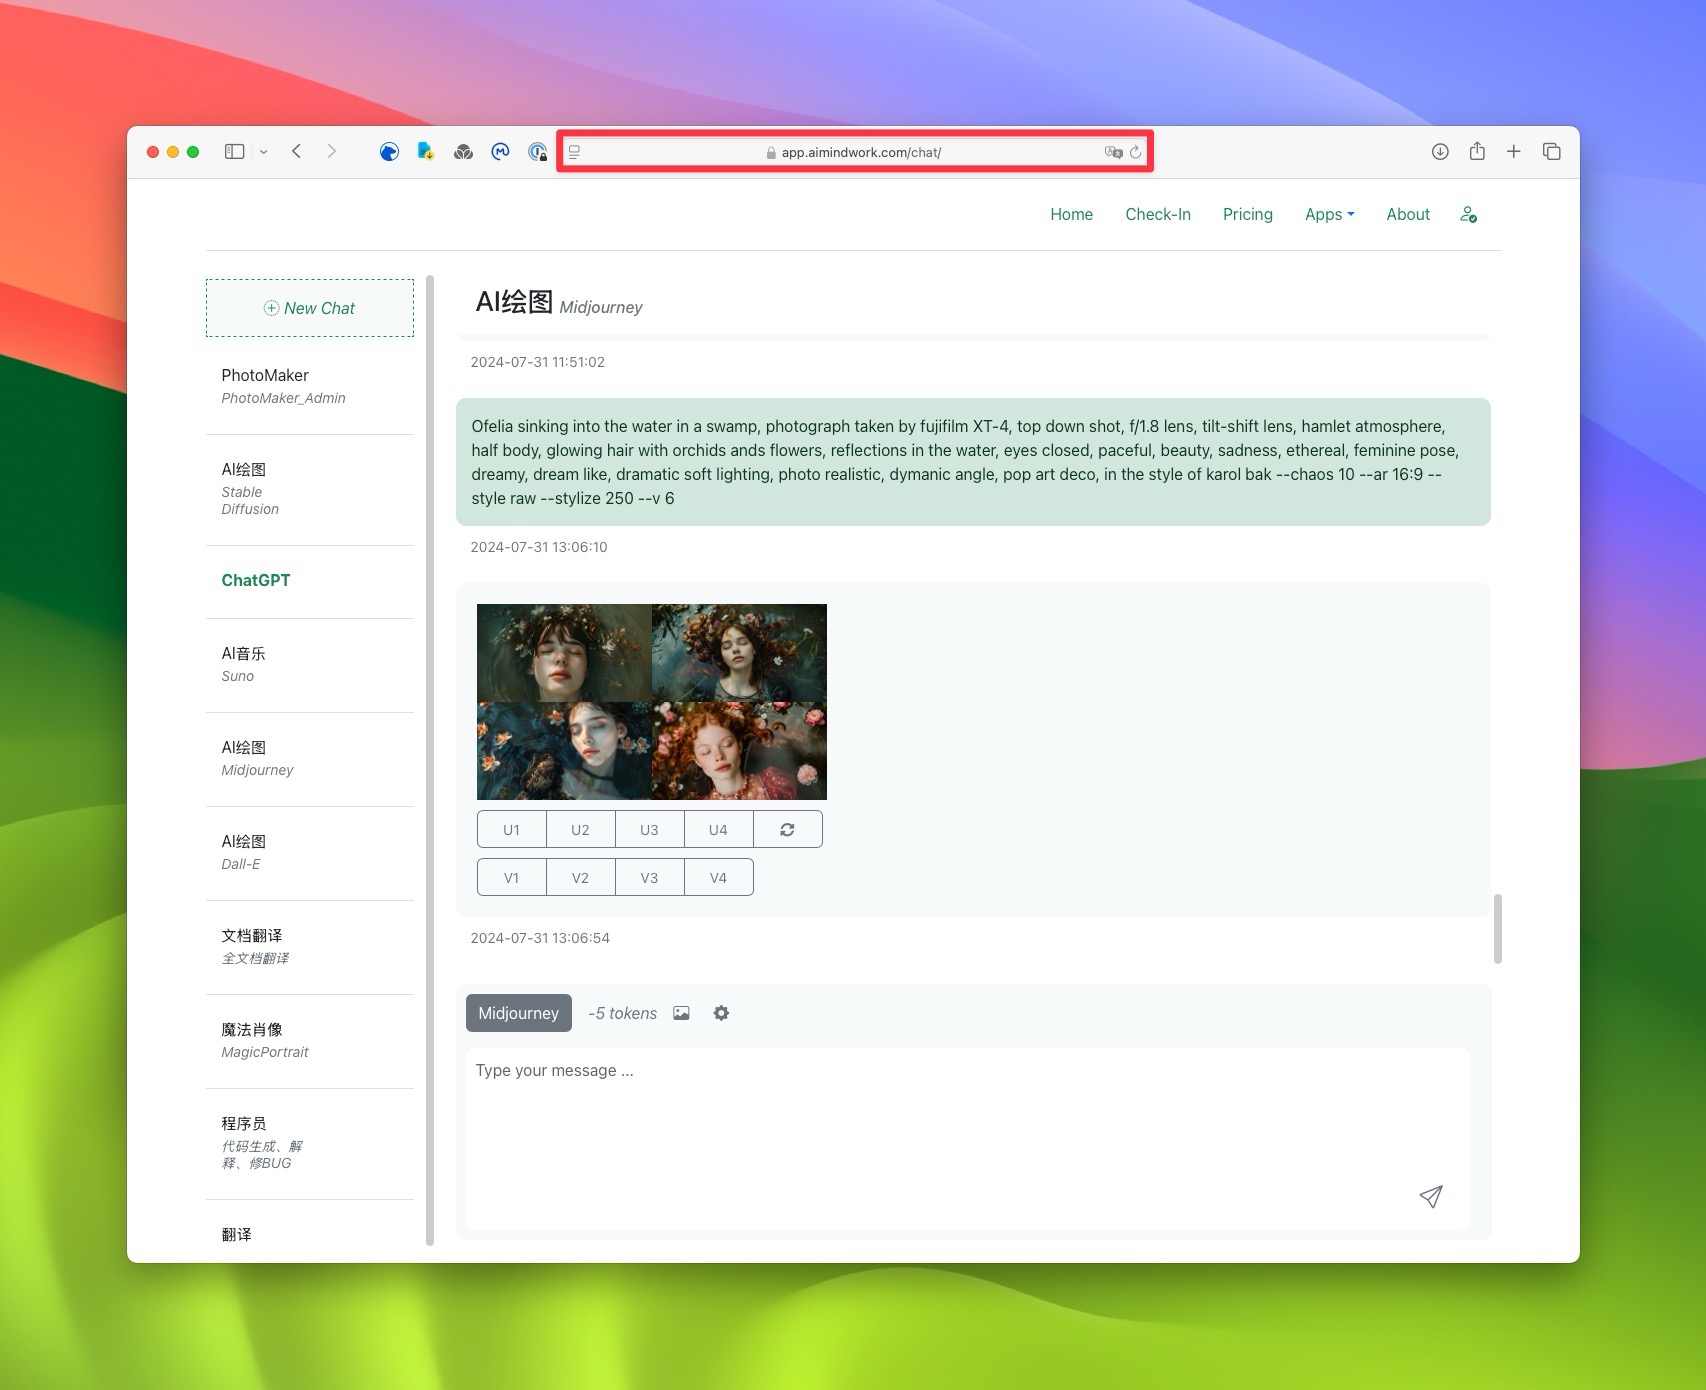 app.aimindwork.com/chat/
Home Check-In Pricing Apps About
New Chat
PhotoMaker
PhotoMaker_Admin
AI绘图
Stable
Diffusion
ChatGPT
AI音乐
Suno
AI绘图
Midjourney
AI绘图
Dall-E
文档翻译
全文档翻译
魔法肖像
MagicPortrait
程序员
代码生成、解
释、修BUG
翻译
AI绘图 Midjourney
2024-07-31 11:51:02
Ofelia sinking into the water in a swamp, photograph taken by fujifilm XT-4, top down shot, f/1.8 lens, tilt-shift lens, hamlet atmosphere,
half body, glowing hair with orchids ands flowers, reflections in the water, eyes closed, paceful, beauty, sadness, ethereal, feminine pose,
dreamy, dream like, dramatic soft lighting, photo realistic, dymanic angle, pop art deco, in the style of karol bak --chaos 10 --ar 16:9 --
style raw --stylize 250 --v 6
2024-07-31 13:06:10
U1 U2 U3 U4
V1 V2 V3 V4
2024-07-31 13:06:54
Midjourney -5 tokens
Type your message ...